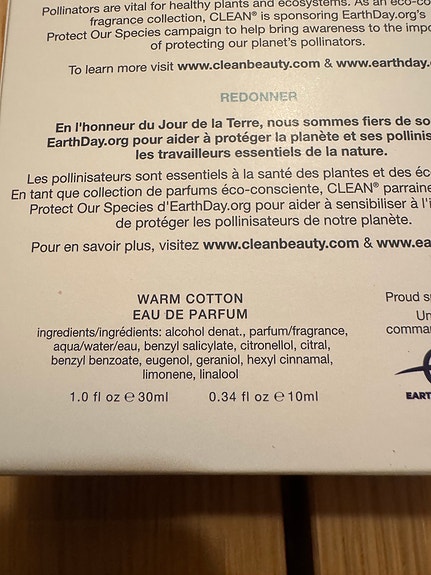 Pollinators are vital for healthy plants and ecosystems. As an eco-co
fragrance collection, CLEAN® is sponsoring EarthDay.org's
Protect Our Species campaign to help bring awareness to the impo
of protecting our planet's pollinators.
To learn more visit www.cleanbeauty.com & www.earthday.
REDONNER
En l'honneur du Jour de la Terre, nous sommes fiers de so
EarthDay.org pour aider à protéger la planète et ses pollinis
les travailleurs essentiels de la nature.
Les pollinisateurs sont essentiels à la santé des plantes et des éc
En tant que collection de parfums éco-consciente, CLEAN® parraine
Protect Our Species d'EarthDay.org pour aider à sensibiliser à l'i
de protéger les pollinisateurs de notre planète.
Pour en savoir plus, visitez www.cleanbeauty.com & www.ea
WARM COTTON
EAU DE PARFUM
ingredients/ingrédients: alcohol denat., parfum/fragrance,
aqua/water/eau, benzyl salicylate, citronellol, citral,
benzyl benzoate, eugenol, geraniol, hexyl cinnamal,
limonene, linalool
1.0 fl oz ℮ 30ml 0.34 fl oz ℮ 10ml
Proud s
Un
comma
EART